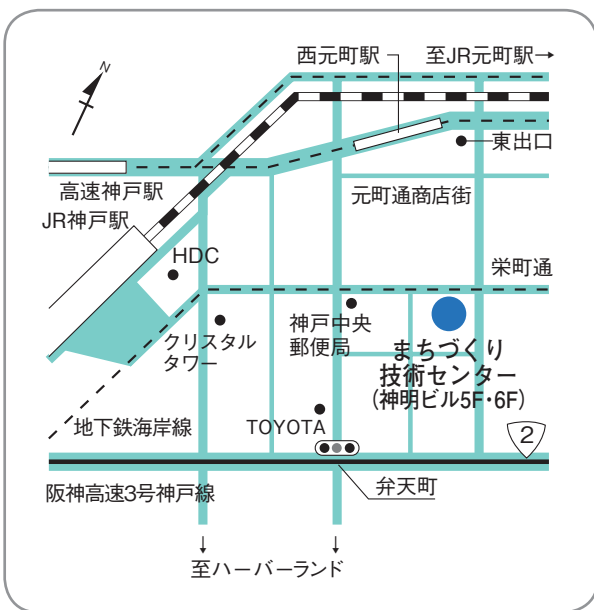 西元町駅
至JR元町駅→
N
東出口
高速神戸駅
元町通商店街
JR神戸駅
HDC
栄町通
クリスタル
タワー
神戸中央
郵便局
まちづくり
技術センター
(神明ビル5F・6F)
地下鉄海岸線
TOYOTA
2
阪神高速3号神戸線
弁天町
至ハーバーランド